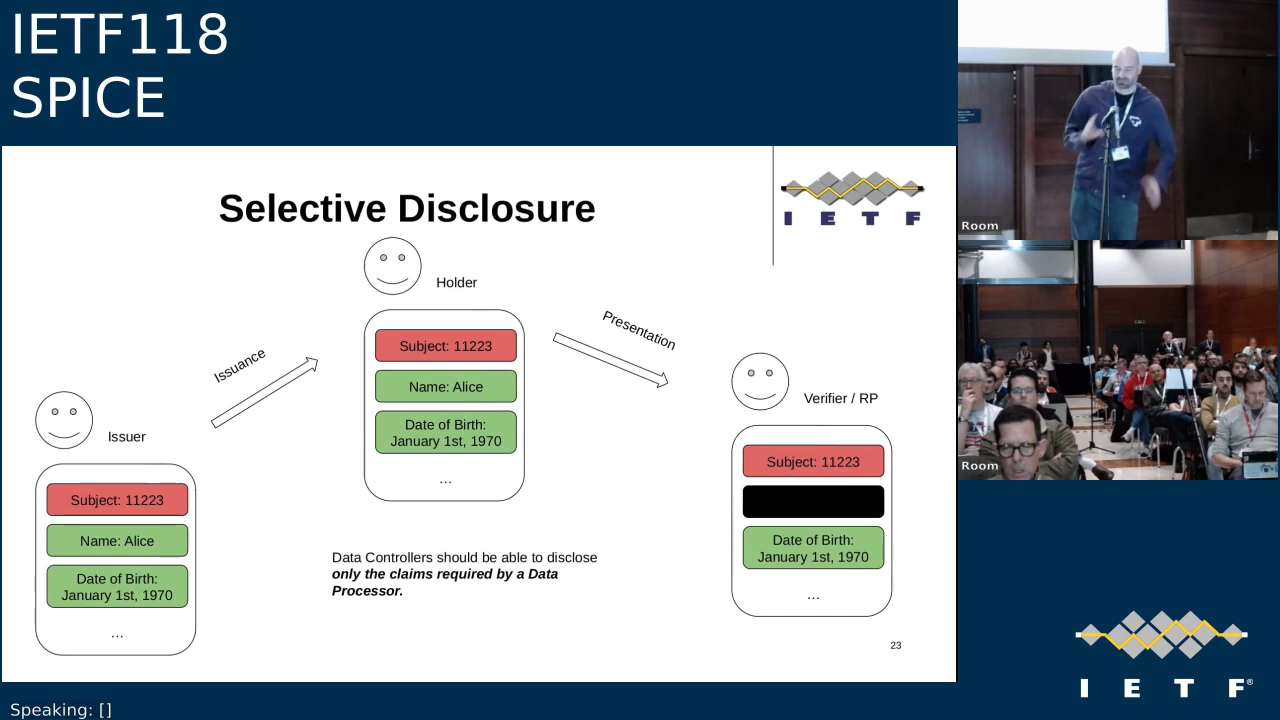 IETF118
SPICE
Selective Disclosure
I E T F
Holder
Subject: 11223
Name: Alice
Date of Birth:
January 1st, 1970
...
Issuance
Presentation
Issuer
Subject: 11223
Name: Alice
Date of Birth:
January 1st, 1970
...
Verifier / RP
Subject: 11223
Date of Birth:
January 1st, 1970
...
Data Controllers should be able to disclose
only the claims required by a Data
Processor.
23
Room
Room
I E T F®
Speaking: []